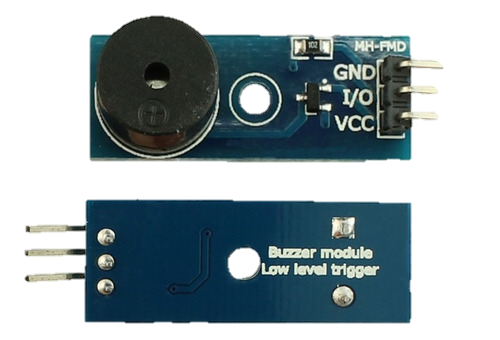 102
MH-FMD
GND
I/O
VCC
Buzzer module
Low level trigger